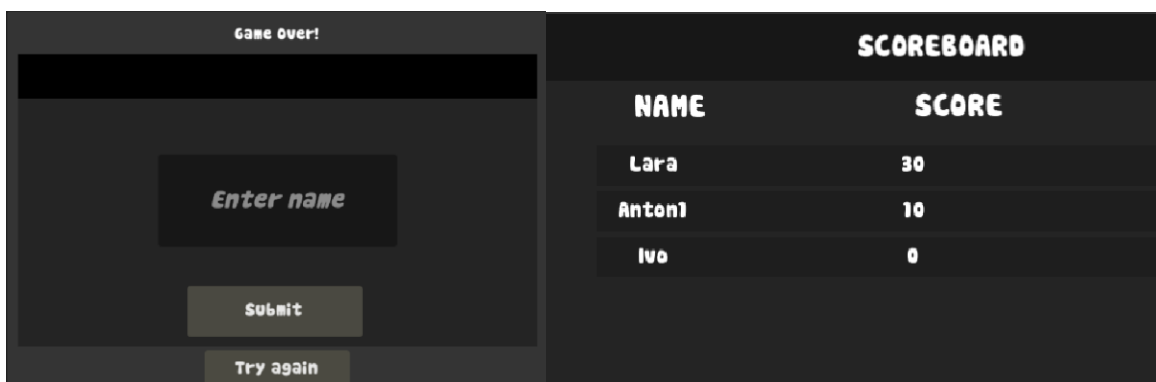 Game Over!
Enter name
Submit
Try again
SCOREBOARD
NAME SCORE
Lara 30
Anton1 10
Ivo 0